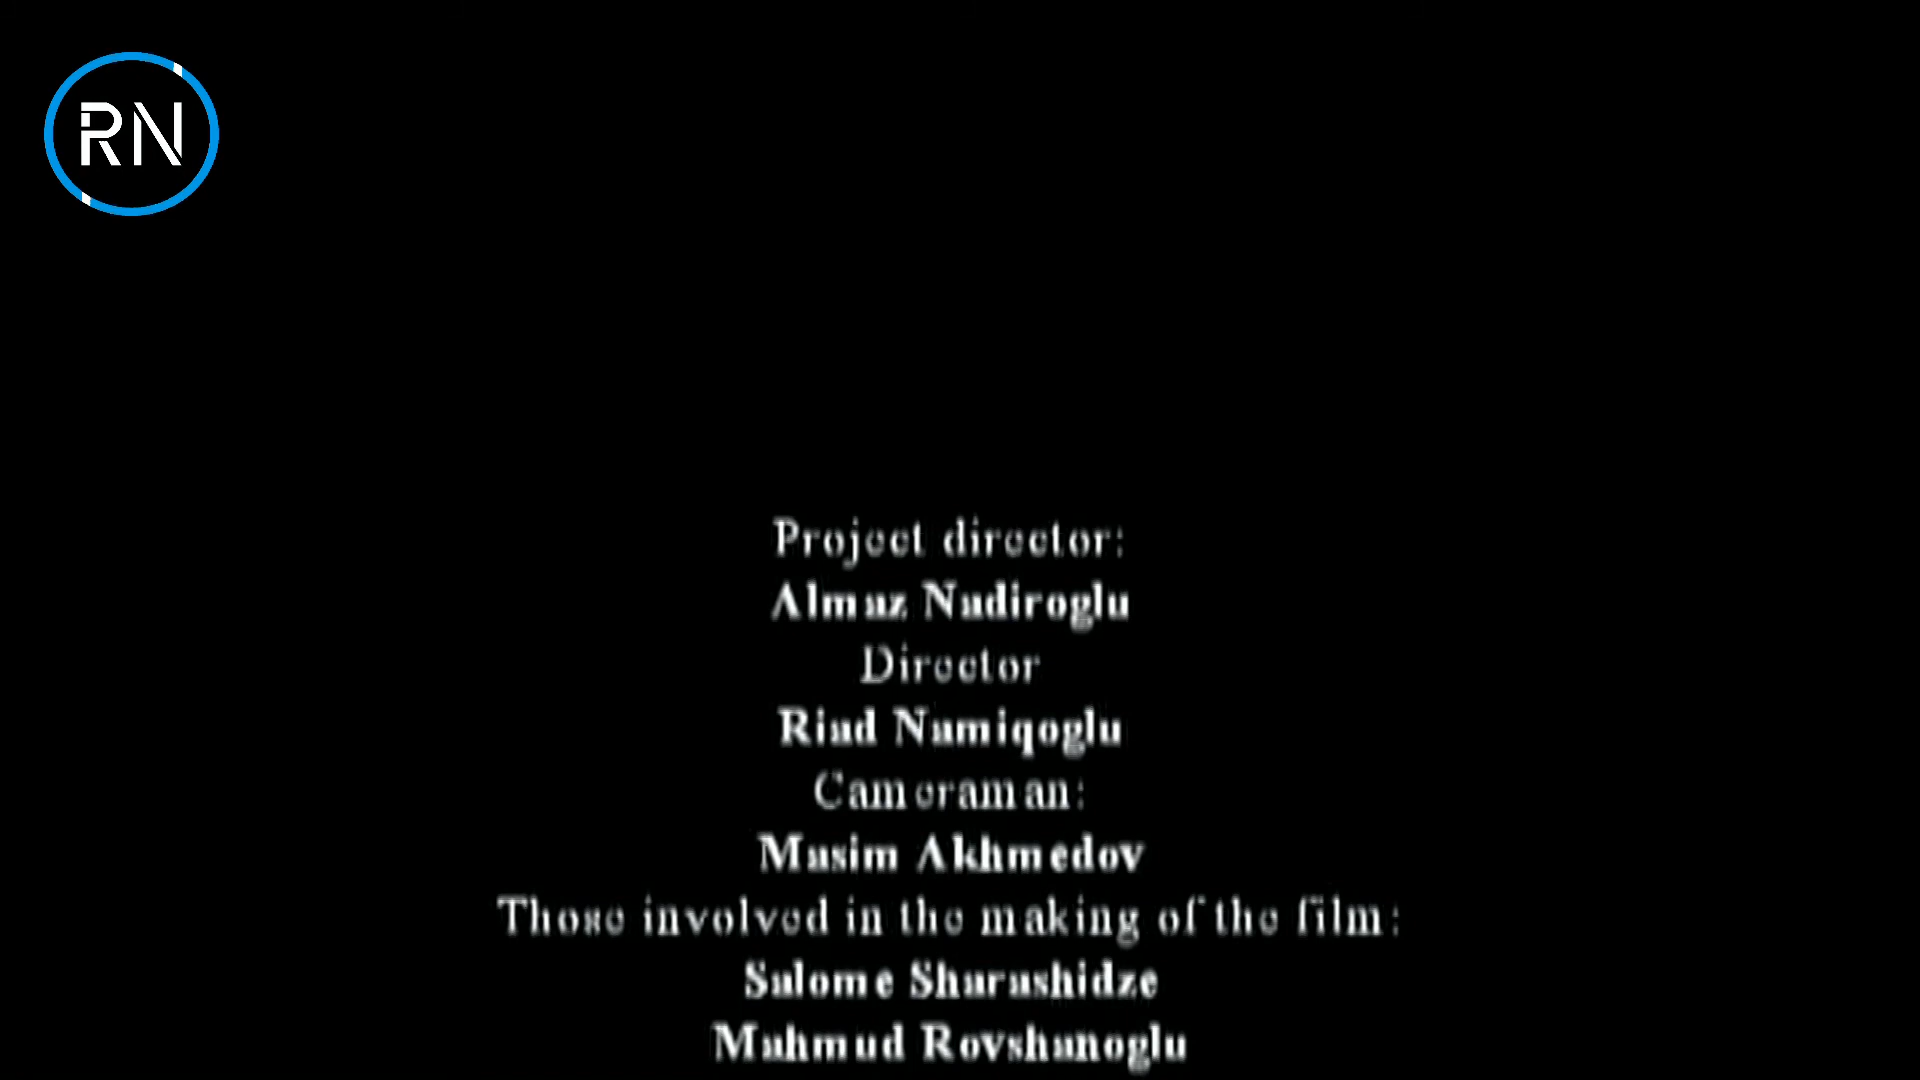 RN
Project director:
Almaz Nadiroglu
Director
Riad Namiqoglu
Cameraman:
Masim Akhmedov
Those involved in the making of the film:
Salome Sharashidze
Mahmud Rovshanoglu